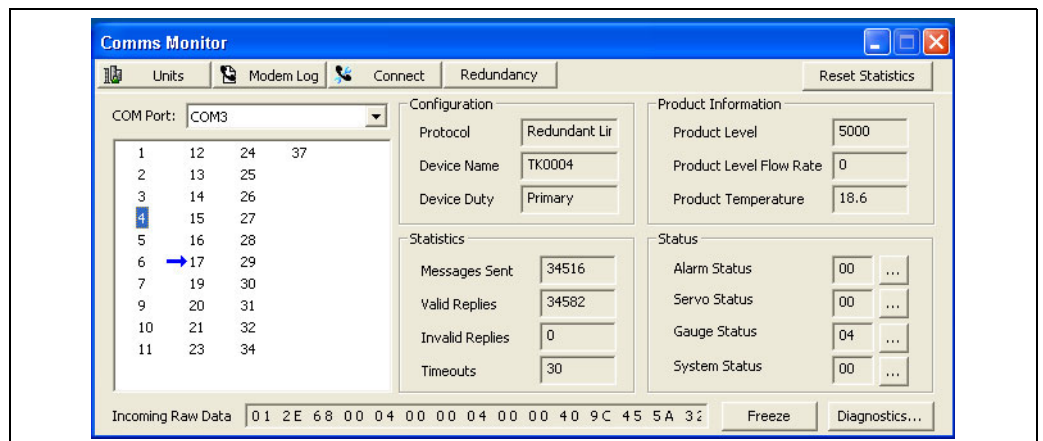 Comms Monitor
Units Modem Log Connect Redundancy Reset Statistics
COM Port: COM3
1 12 24 37
2 13 25
3 14 26
4 15 27
5 16 28
6 17 29
7 19 30
9 20 31
10 21 32
11 23 34
Configuration
Protocol Redundant Lir
Device Name TK0004
Device Duty Primary
Product Information
Product Level 5000
Product Level Flow Rate 0
Product Temperature 18.6
Statistics
Messages Sent 34516
Valid Replies 34582
Invalid Replies 0
Timeouts 30
Status
Alarm Status 00 ...
Servo Status 00 ...
Gauge Status 04 ...
System Status 00 ...
Incoming Raw Data 01 2E 68 00 04 00 00 04 00 00 40 9C 45 5A 32 Freeze Diagnostics...